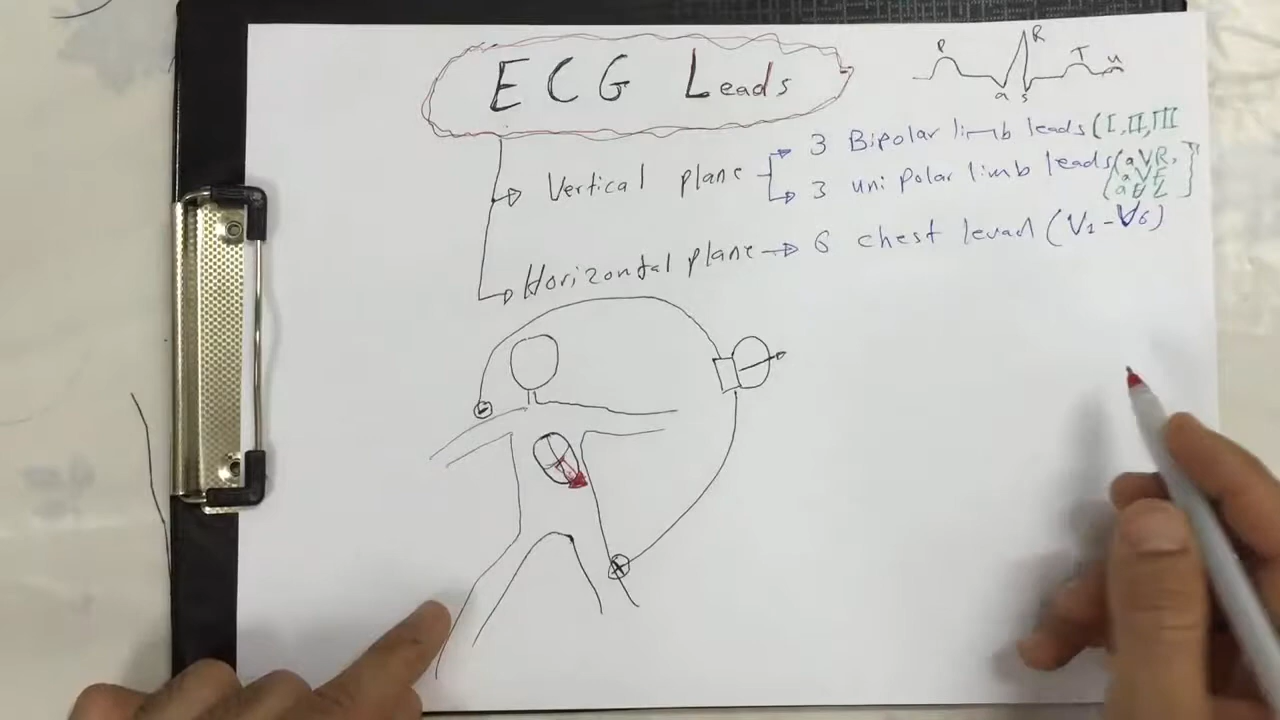 ECG Leads
P Q R S T U
Vertical plane
3 Bipolar limb leads (I, II, III
3 uni polar limb leads (aVR,
aVF
aVL
Horizontal plane → 6 chest levad (V1-V6)
-
+